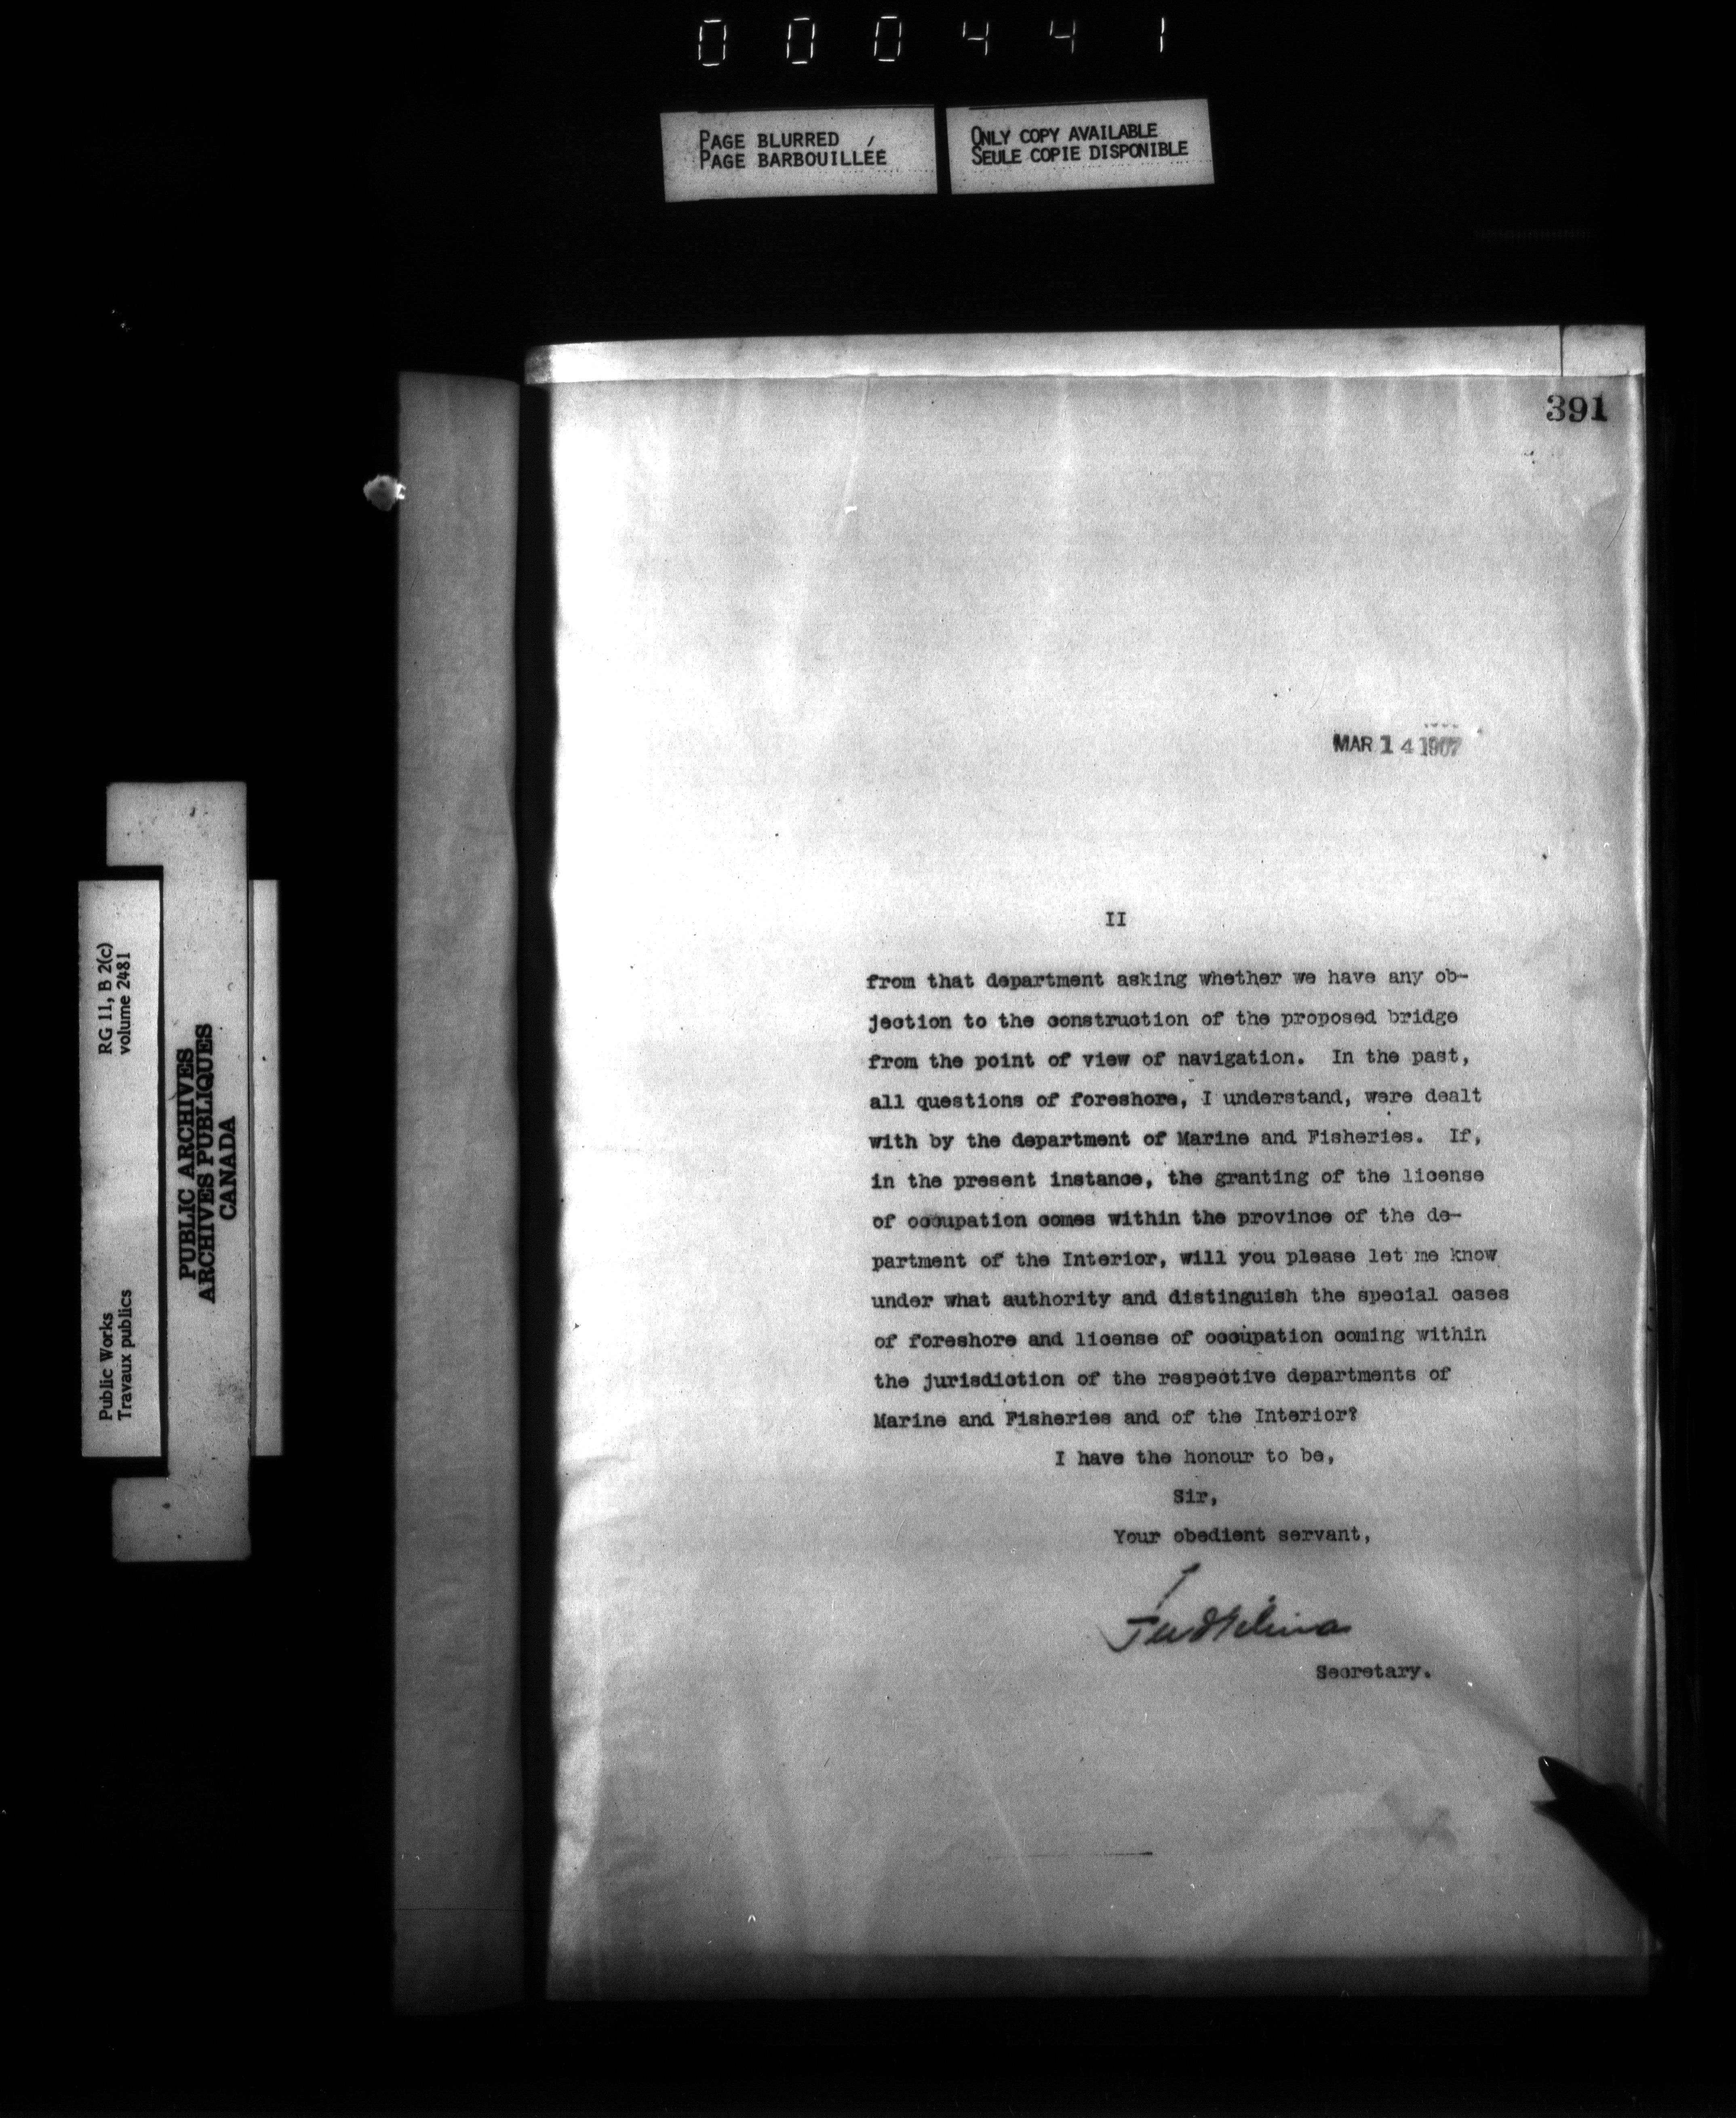 000441
PAGE BLURRED
PAGE BARBOUILLÉE
ONLY COPY AVAILABLE
SEULE COPIE DISPONIBLE
391
MAR 14 1907
II
from that department asking whether we have any ob-
jection to the construction of the proposed bridge
from the point of view of navigation. In the past,
all questions of foreshore, I understand, were dealt
with by the department of Marine and Fisheries. If,
in the present instance, the granting of the license
of occupation comes within the province of the de-
partment of the Interior, will you please let me know
under what authority and distinguish the special cases
of foreshore and license of occupation coming within
the jurisdiction of the respective departments of
Marine and Fisheries and of the Interior?
I have the honour to be,
Sir,
Your obedient servant,
Secretary.
RG 11, B 2(c)
volume 2481
Public Works
Travaux publics
PUBLIC ARCHIVES
ARCHIVES PUBLIQUES
CANADA